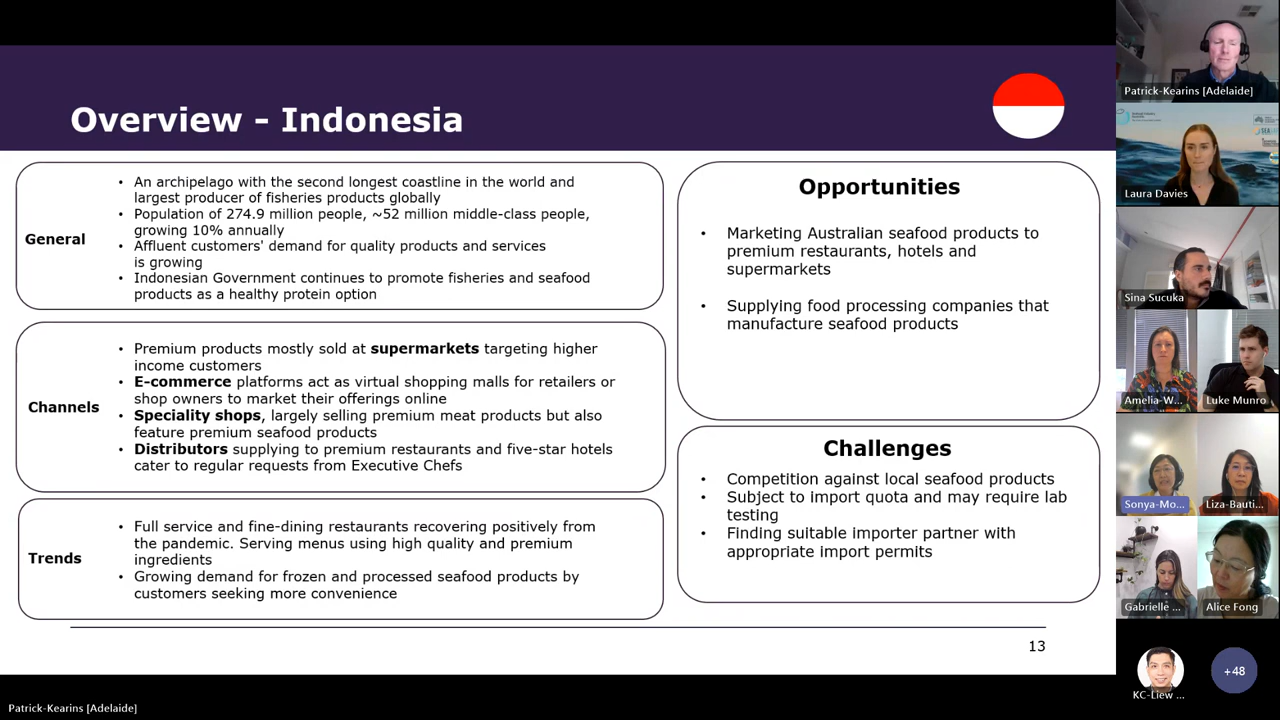 Overview - Indonesia
General
• An archipelago with the second longest coastline in the world and
largest producer of fisheries products globally
• Population of 274.9 million people, ~52 million middle-class people,
growing 10% annually
• Affluent customers' demand for quality products and services
is growing
• Indonesian Government continues to promote fisheries and seafood
products as a healthy protein option
Channels
• Premium products mostly sold at supermarkets targeting higher
income customers
• E-commerce platforms act as virtual shopping malls for retailers or
shop owners to market their offerings online
• Speciality shops, largely selling premium meat products but also
feature premium seafood products
• Distributors supplying to premium restaurants and five-star hotels
cater to regular requests from Executive Chefs
Trends
• Full service and fine-dining restaurants recovering positively from
the pandemic. Serving menus using high quality and premium
ingredients
• Growing demand for frozen and processed seafood products by
customers seeking more convenience
Opportunities
• Marketing Australian seafood products to
premium restaurants, hotels and
supermarkets
• Supplying food processing companies that
manufacture seafood products
Challenges
• Competition against local seafood products
• Subject to import quota and may require lab
testing
• Finding suitable importer partner with
appropriate import permits
13
Patrick-Kearins [Adelaide]
Laura Davies
Sina Sucuka
Amelia-W...
Luke Munro
Sonya-Mo...
Liza-Bauti...
Gabrielle ...
Alice Fong
KC-Liew ...
+48
Patrick-Kearins [Adelaide]